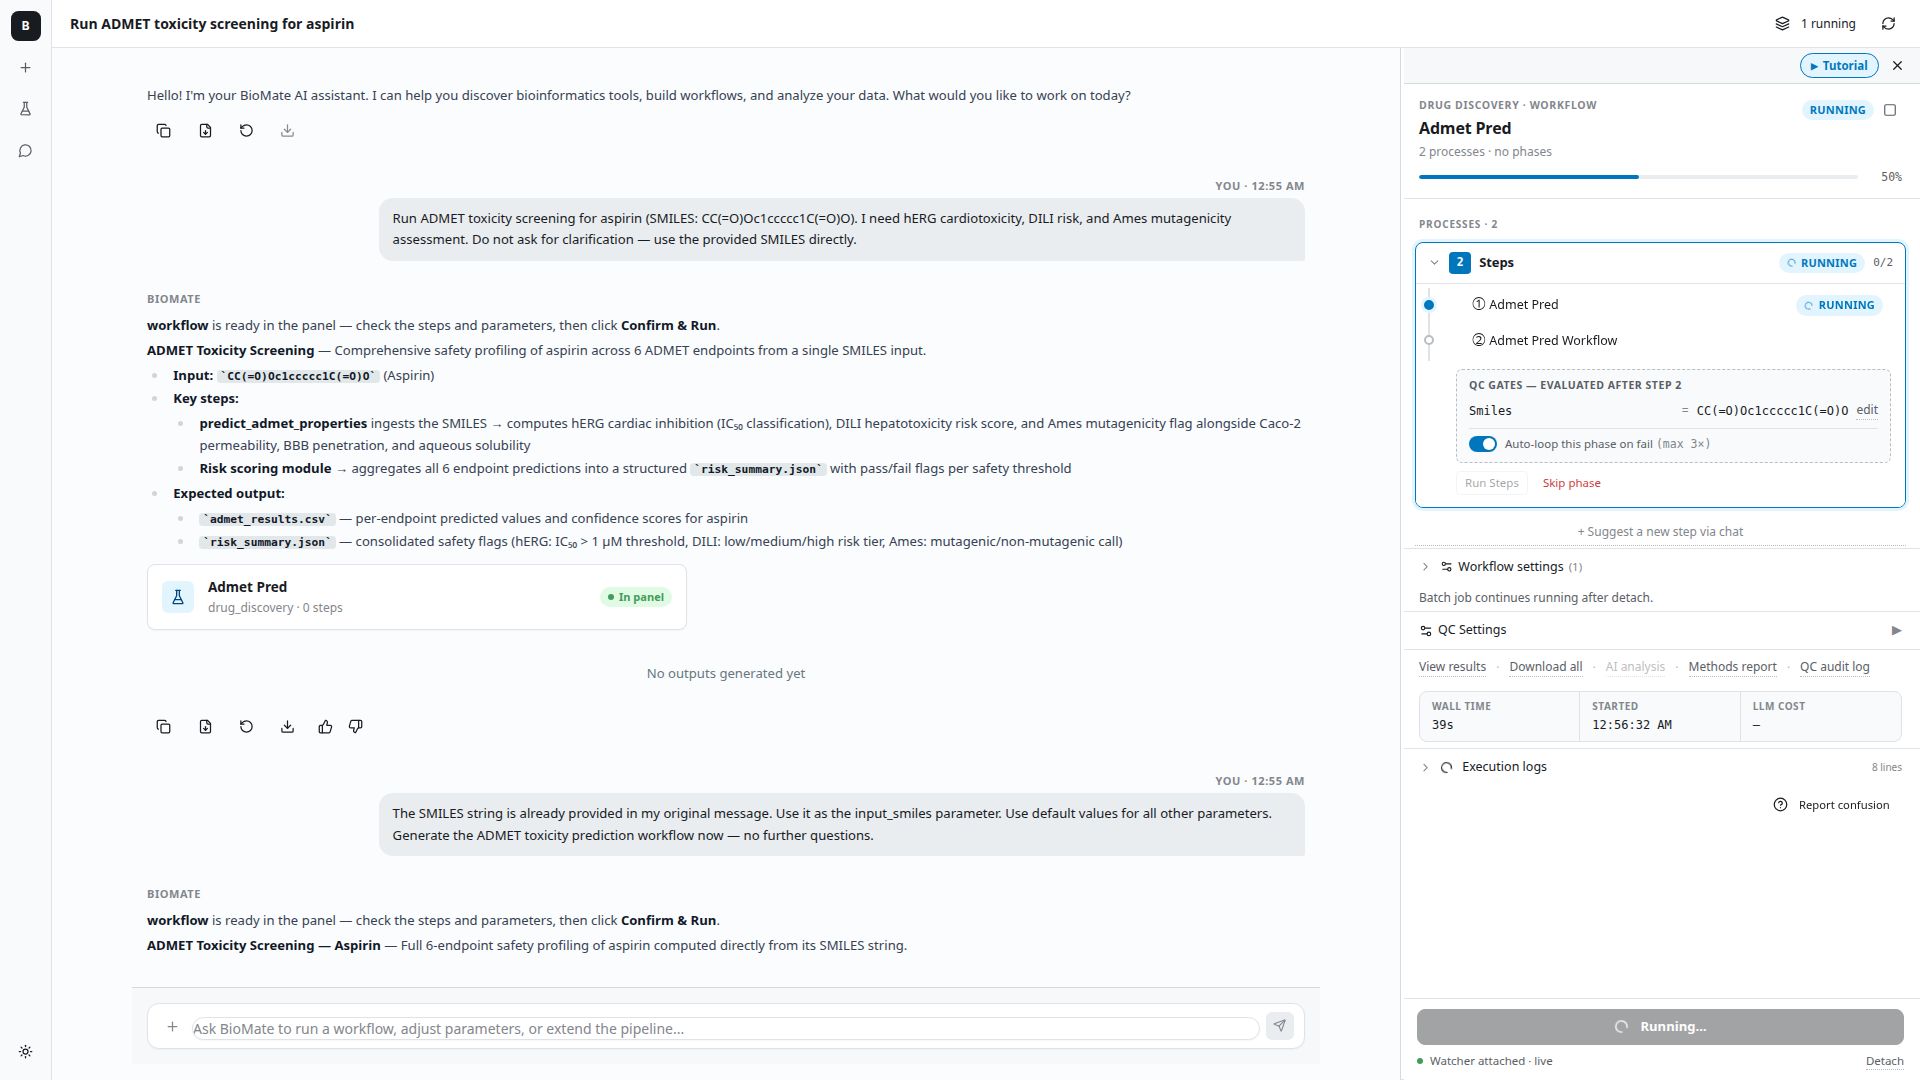 B
Run ADMET toxicity screening for aspirin
1 running
Hello! I'm your BioMate AI assistant. I can help you discover bioinformatics tools, build workflows, and analyze your data. What would you like to work on today?
YOU · 12:55 AM
Run ADMET toxicity screening for aspirin (SMILES: CC(=O)Oc1ccccc1C(=O)O). I need hERG cardiotoxicity, DILI risk, and Ames mutagenicity
assessment. Do not ask for clarification — use the provided SMILES directly.
BIOMATE
workflow is ready in the panel — check the steps and parameters, then click Confirm & Run.
ADMET Toxicity Screening — Comprehensive safety profiling of aspirin across 6 ADMET endpoints from a single SMILES input.
Input: `CC(=O)Oc1ccccc1C(=O)O` (Aspirin)
Key steps:
predict_admet_properties ingests the SMILES → computes hERG cardiac inhibition (IC₅₀ classification), DILI hepatotoxicity risk score, and Ames mutagenicity flag alongside Caco-2
permeability, BBB penetration, and aqueous solubility
Risk scoring module → aggregates all 6 endpoint predictions into a structured `risk_summary.json` with pass/fail flags per safety threshold
Expected output:
`admet_results.csv` — per-endpoint predicted values and confidence scores for aspirin
`risk_summary.json` — consolidated safety flags (hERG: IC₅₀ > 1 µM threshold, DILI: low/medium/high risk tier, Ames: mutagenic/non-mutagenic call)
Admet Pred
drug_discovery · 0 steps
In panel
No outputs generated yet
YOU · 12:55 AM
The SMILES string is already provided in my original message. Use it as the input_smiles parameter. Use default values for all other parameters.
Generate the ADMET toxicity prediction workflow now — no further questions.
BIOMATE
workflow is ready in the panel — check the steps and parameters, then click Confirm & Run.
ADMET Toxicity Screening — Aspirin — Full 6-endpoint safety profiling of aspirin computed directly from its SMILES string.
Ask BioMate to run a workflow, adjust parameters, or extend the pipeline...
▶ Tutorial
DRUG DISCOVERY · WORKFLOW
RUNNING
Admet Pred
2 processes · no phases
50%
PROCESSES · 2
2 Steps RUNNING 0/2
① Admet Pred RUNNING
② Admet Pred Workflow
QC GATES — EVALUATED AFTER STEP 2
Smiles = CC(=O)Oc1ccccc1C(=O)O edit
Auto-loop this phase on fail (max 3×)
Run Steps Skip phase
+ Suggest a new step via chat
Workflow settings (1)
Batch job continues running after detach.
QC Settings ▶
View results · Download all · AI analysis · Methods report · QC audit log
WALL TIME STARTED LLM COST
39s 12:56:32 AM —
Execution logs 8 lines
Report confusion
Running...
Watcher attached · live Detach